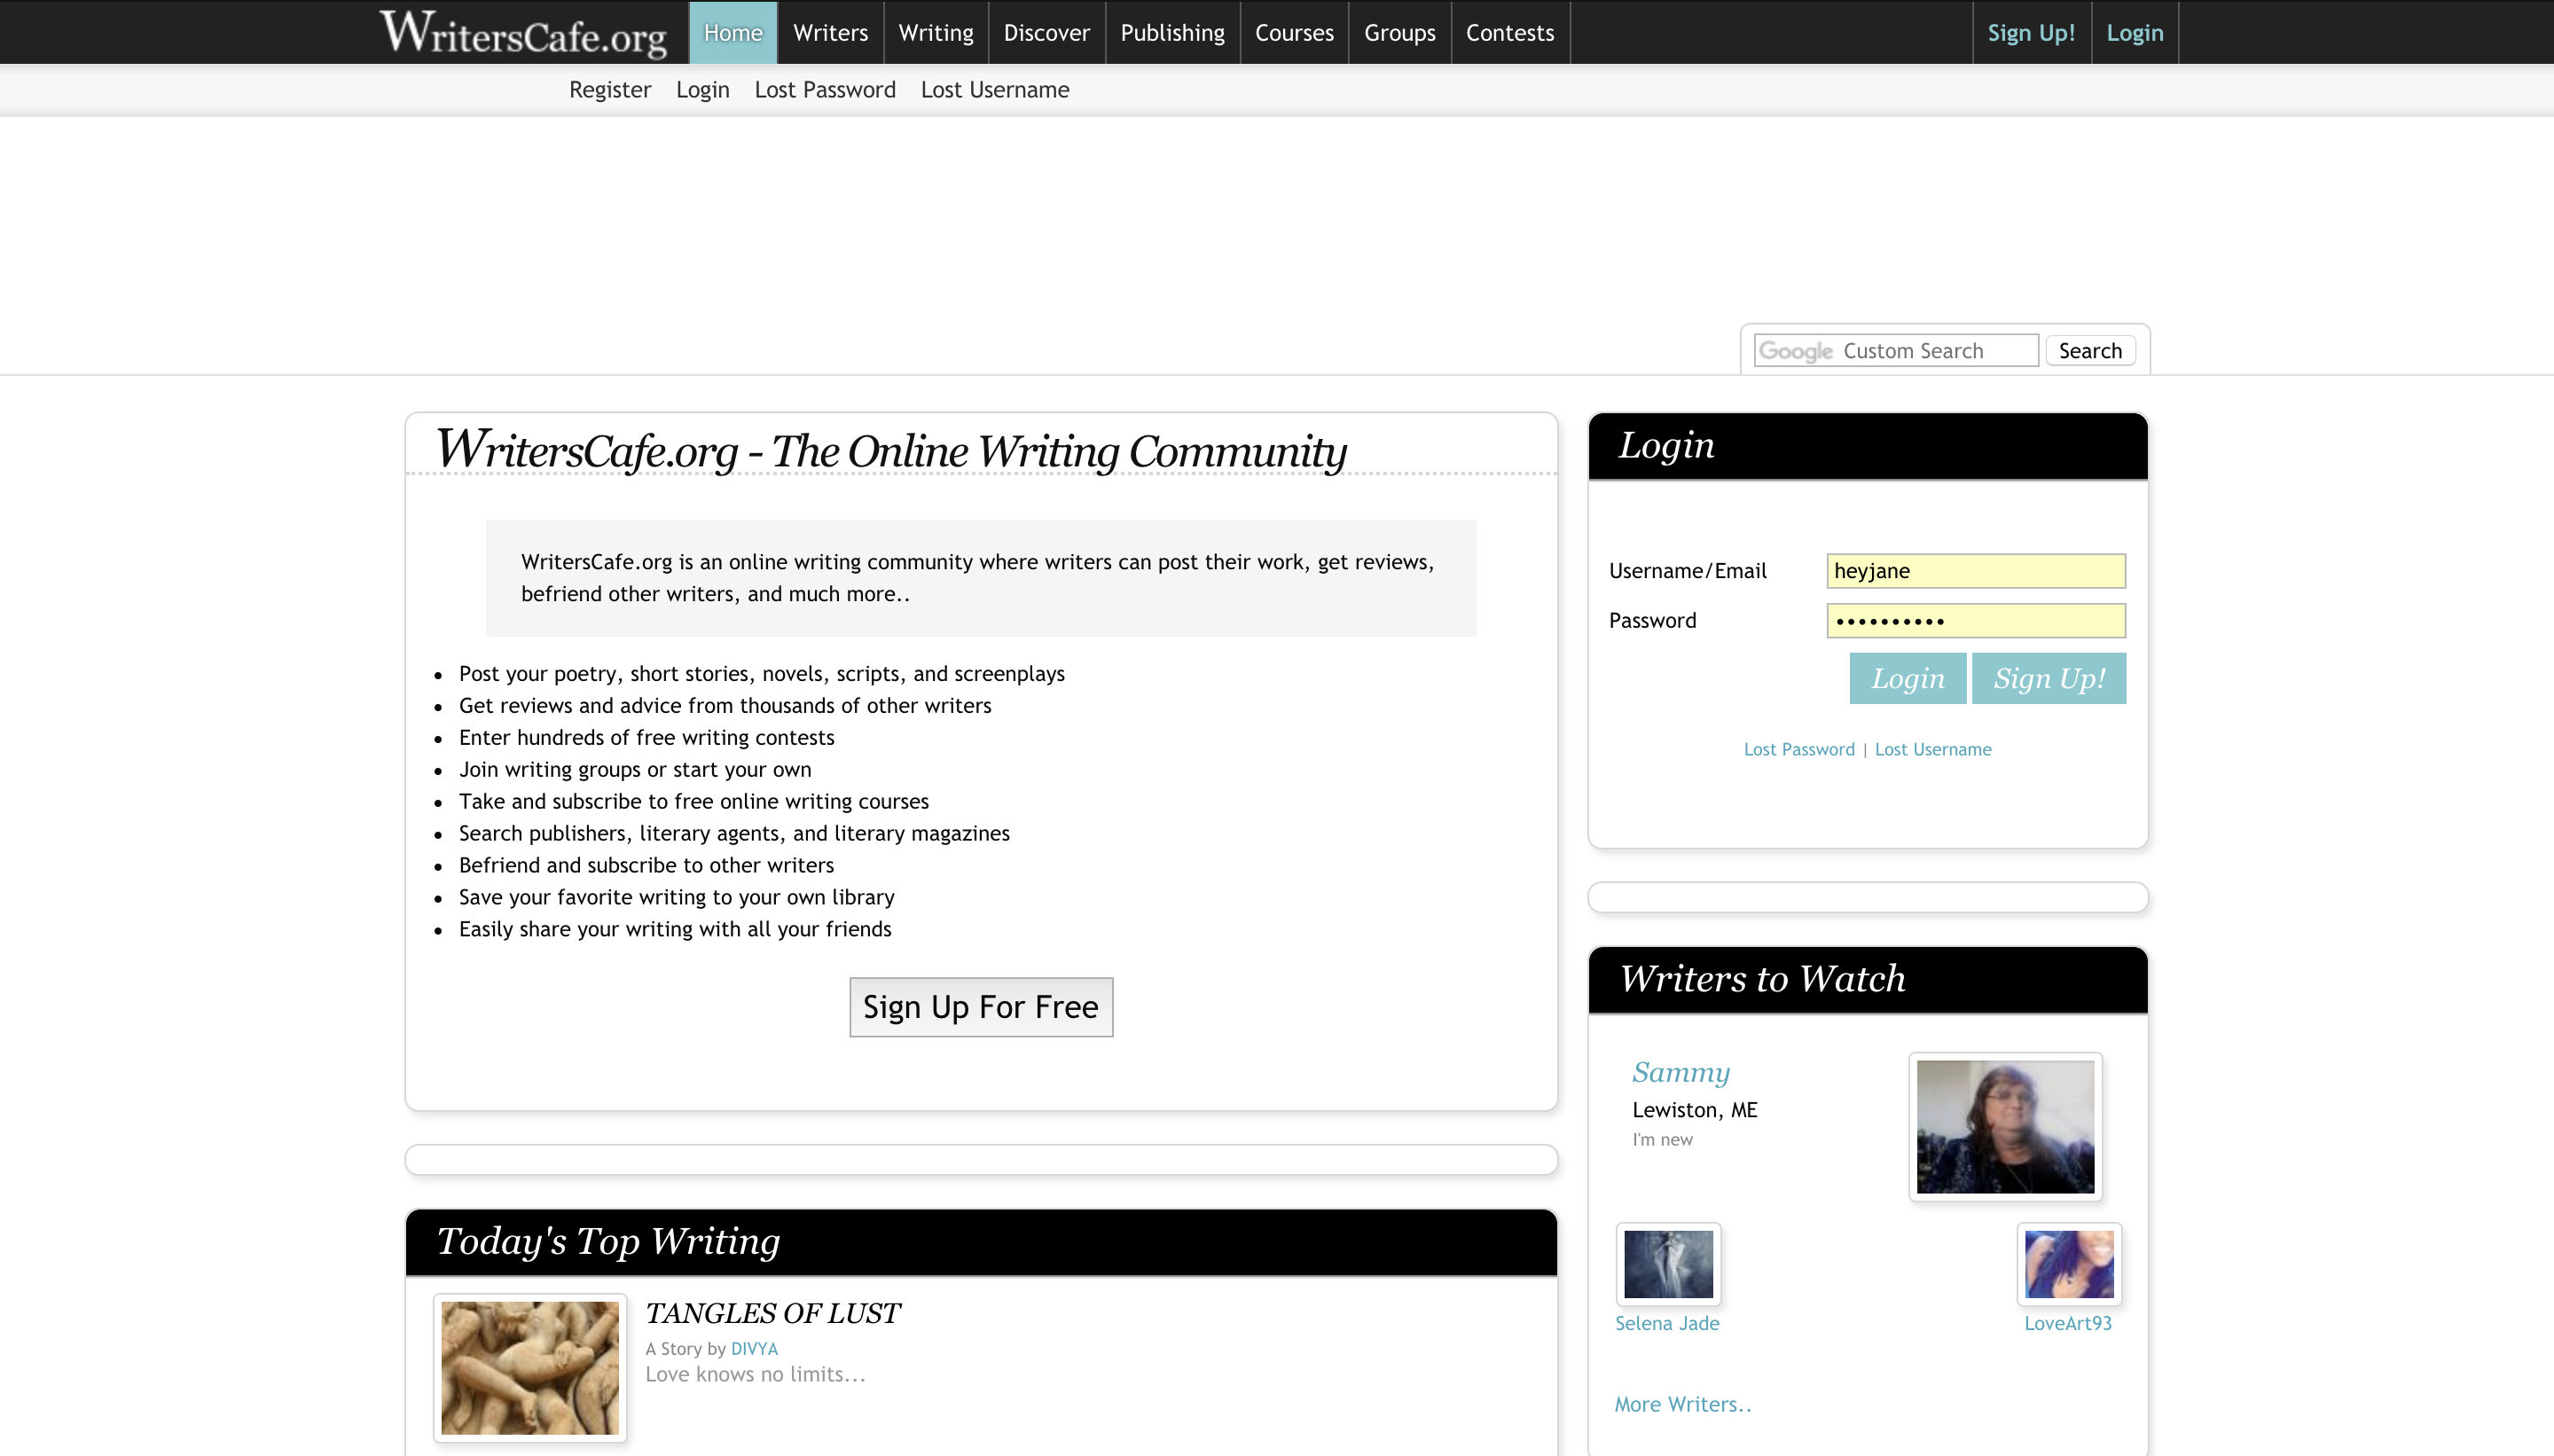 WritersCafe.org
Home Writers Writing Discover Publishing Courses Groups Contests Sign Up! Login
Register Login Lost Password Lost Username
Google Custom Search Search
WritersCafe.org - The Online Writing Community
WritersCafe.org is an online writing community where writers can post their work, get reviews,
befriend other writers, and much more..
Post your poetry, short stories, novels, scripts, and screenplays
Get reviews and advice from thousands of other writers
Enter hundreds of free writing contests
Join writing groups or start your own
Take and subscribe to free online writing courses
Search publishers, literary agents, and literary magazines
Befriend and subscribe to other writers
Save your favorite writing to your own library
Easily share your writing with all your friends
Sign Up For Free
Today's Top Writing
TANGLES OF LUST
A Story by DIVYA
Love knows no limits...
Login
Username/Email heyjane
Password ••••••••••
Login Sign Up!
Lost Password | Lost Username
Writers to Watch
Sammy
Lewiston, ME
I'm new
Selena Jade LoveArt93
More Writers..